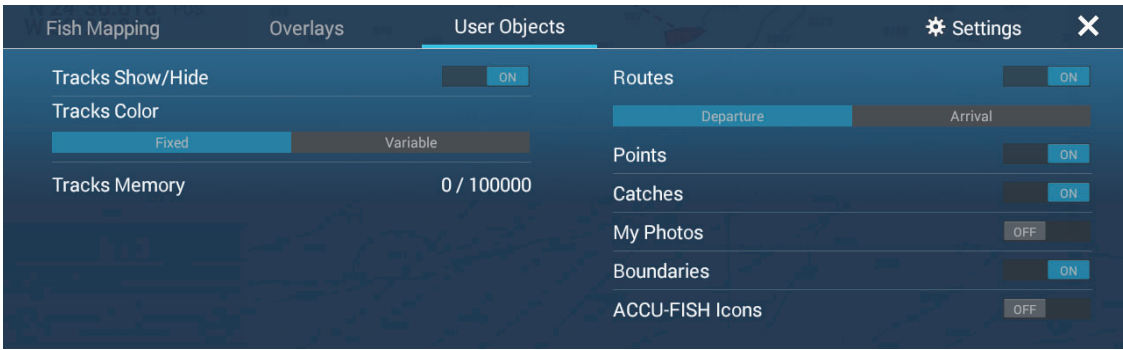 Fish Mapping Overlays User Objects Settings
Tracks Show/Hide ON
Tracks Color
Fixed Variable
Tracks Memory 0 / 100000
Routes ON
Departure Arrival
Points ON
Catches ON
My Photos OFF
Boundaries ON
ACCU-FISH Icons OFF